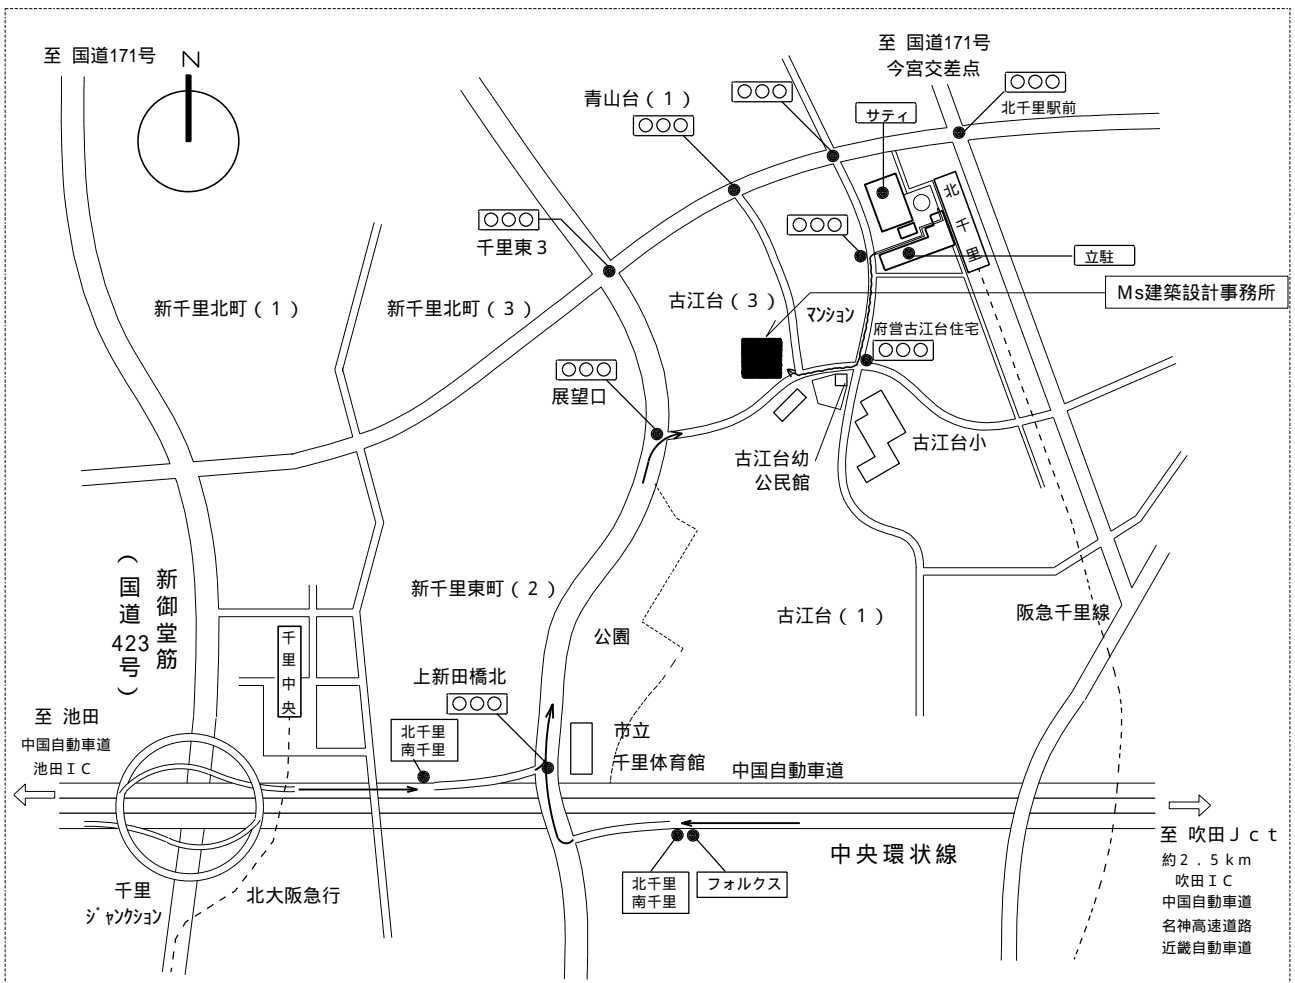 至 国道171号
N
至 国道171号
今宮交差点
北千里駅前
青山台(1)
サティ
北千里
千里東3
立駐
Ms建築設計事務所
新千里北町(1)
新千里北町(3)
古江台(3)
マンション
府営古江台住宅
展望口
古江台小
古江台幼
公民館
新御堂筋
(国道423号)
新千里東町(2)
古江台(1)
阪急千里線
公園
千里中央
上新田橋北
至 池田
中国自動車道
池田IC
北千里
南千里
市立
千里体育館
中国自動車道
中央環状線
至 吹田Jct
約2.5km
吹田IC
中国自動車道
名神高速道路
近畿自動車道
千里
ジャンクション
北大阪急行
北千里
南千里
フォルクス